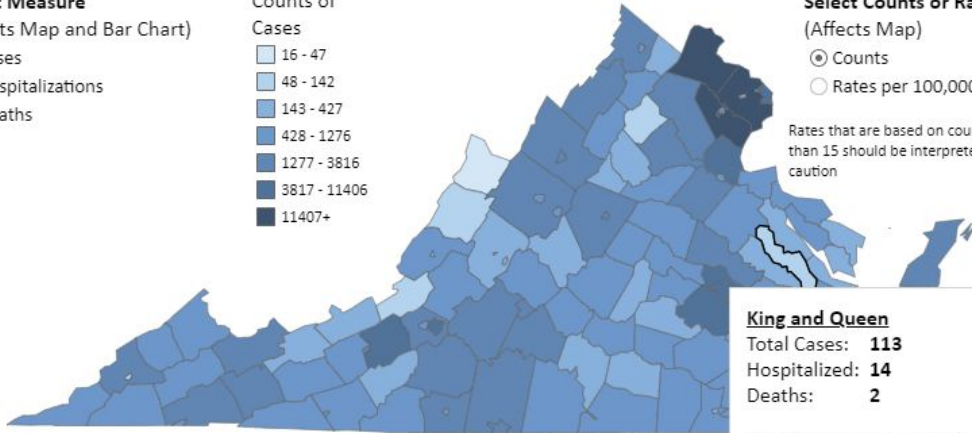 t Measure
ts Map and Bar Chart)
ses
spitalizations
aths
Counts of
Cases
16 - 47
48 - 142
143 - 427
428 - 1276
1277 - 3816
3817 - 11406
11407+
Select Counts or Ra
(Affects Map)
Counts
Rates per 100,000
Rates that are based on cou
than 15 should be interprete
caution
King and Queen
Total Cases: 113
Hospitalized: 14
Deaths: 2